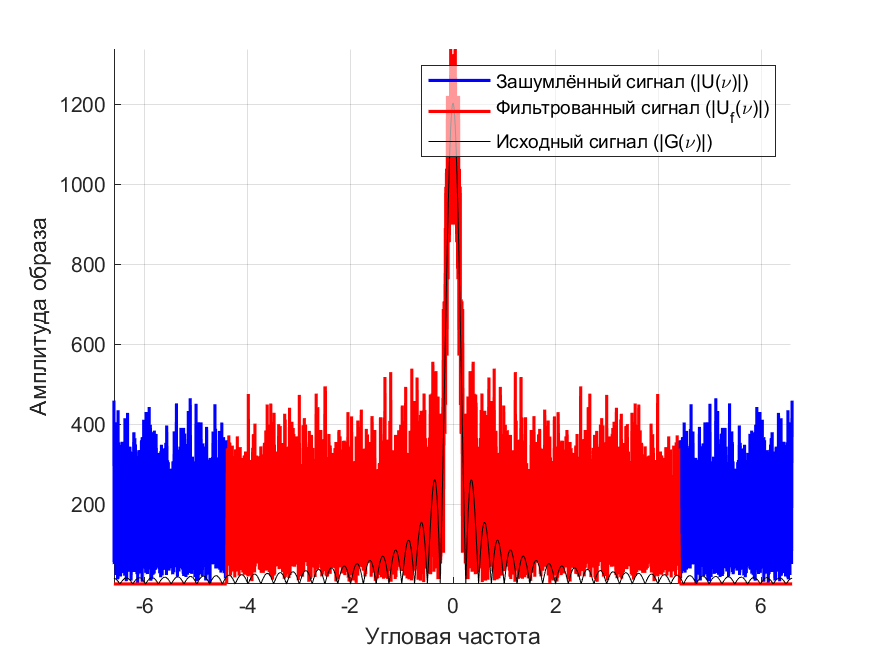 Зашумлённый сигнал (|U(ν)|)
Фильтрованный сигнал (|U_f(ν)|)
Исходный сигнал (|G(ν)|)
Амплитуда образа
1200
1000
800
600
400
200
-6 -4 -2 0 2 4 6
Угловая частота